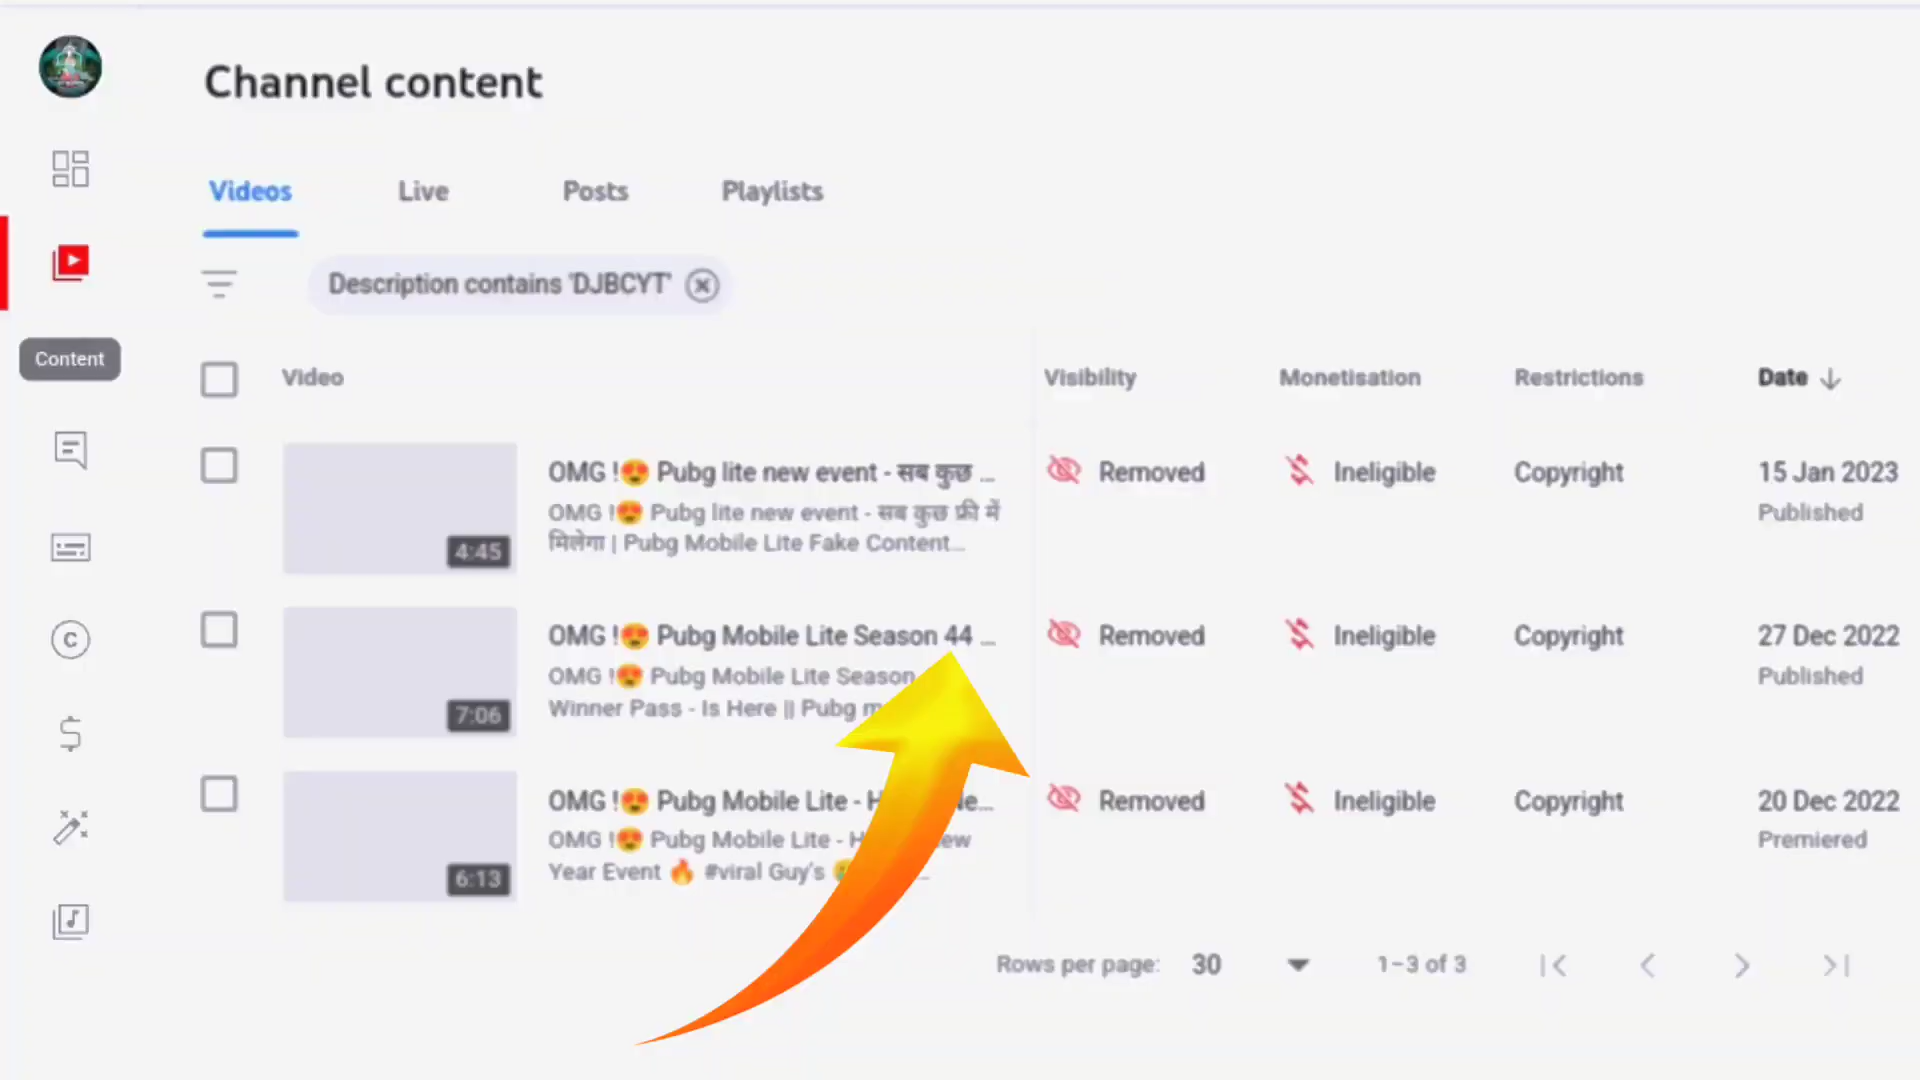 Channel content
Videos Live Posts Playlists
Description contains 'DJBCYT'
Content
Video Visibility Monetisation Restrictions Date
OMG !😍 Pubg lite new event - सब कुछ ... Removed Ineligible Copyright 15 Jan 2023
OMG !😍 Pubg lite new event - सब कुछ फ्री में Published
मिलेगा | Pubg Mobile Lite Fake Content...
4:45
OMG !😍 Pubg Mobile Lite Season 44 ... Removed Ineligible Copyright 27 Dec 2022
OMG !😍 Pubg Mobile Lite Season Published
Winner Pass - Is Here || Pubg
7:06
OMG !😍 Pubg Mobile Lite - Removed Ineligible Copyright 20 Dec 2022
OMG !😍 Pubg Mobile Lite - Premiered
Year Event 🔥 #viral Guy's
6:13
Rows per page: 30 1–3 of 3